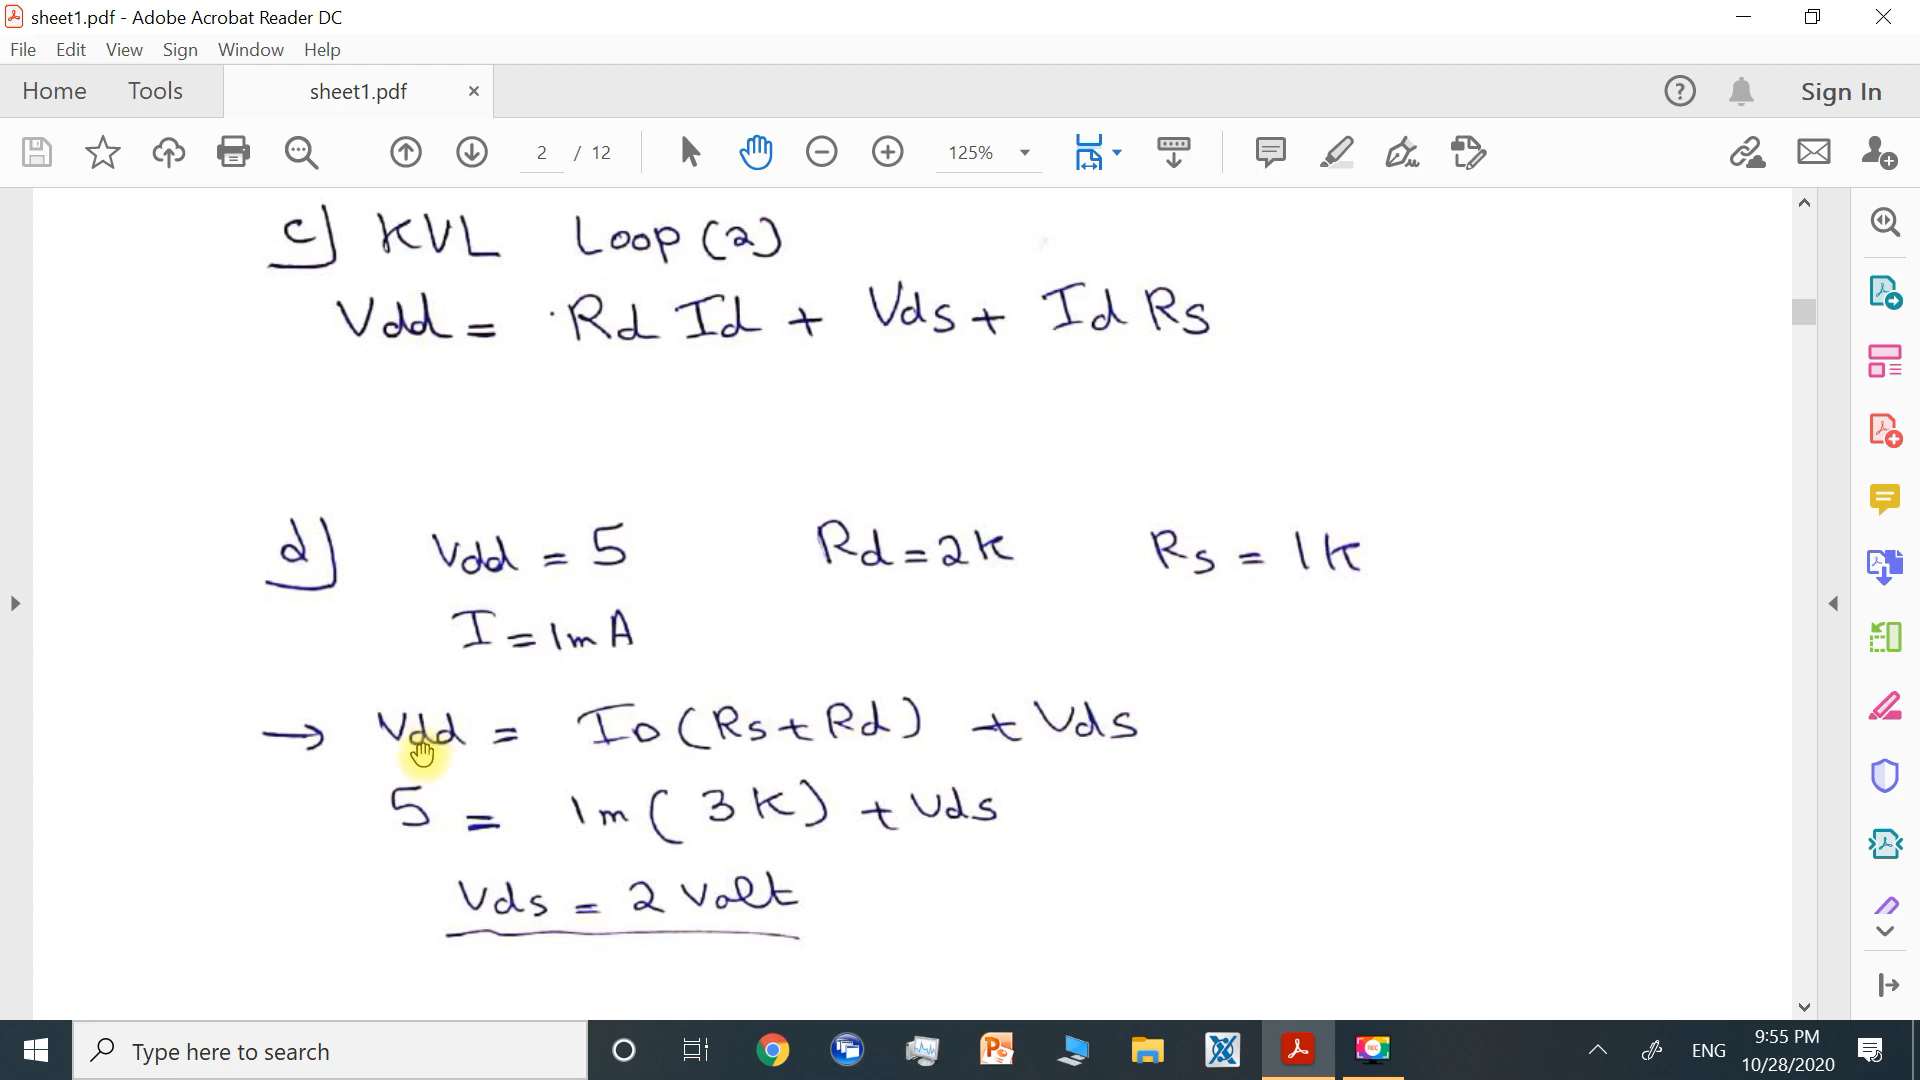 sheet1.pdf - Adobe Acrobat Reader DC
File Edit View Sign Window Help
Home Tools sheet1.pdf × ? Sign In
2 / 12 125%
c) KVL Loop (2)
Vdd = Rd Id + Vds + Id Rs
d) Vdd = 5 Rd = 2K Rs = 1K
I = 1mA
→ Vdd = ID (Rs + Rd) + Vds
5 = 1m ( 3K ) + Vds
Vds = 2 Volt
Type here to search ENG 9:55 PM
10/28/2020